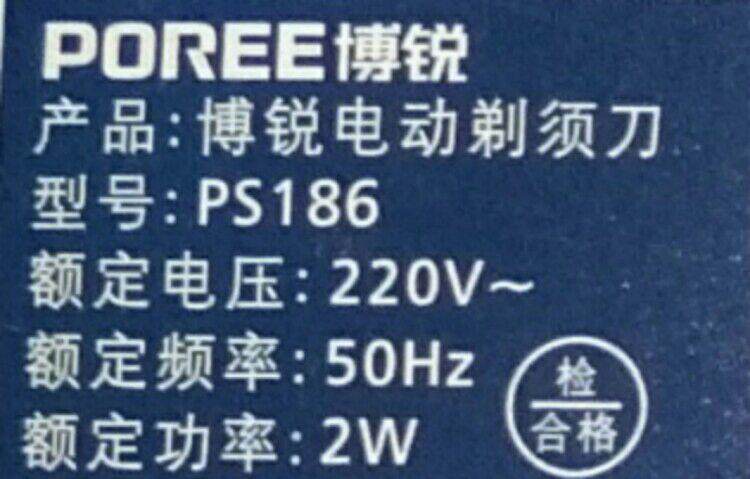 POREE博锐
产品:博锐电动剃须刀
型号:PS186
额定电压:220V~
额定频率:50Hz
额定功率:2W
检
合格